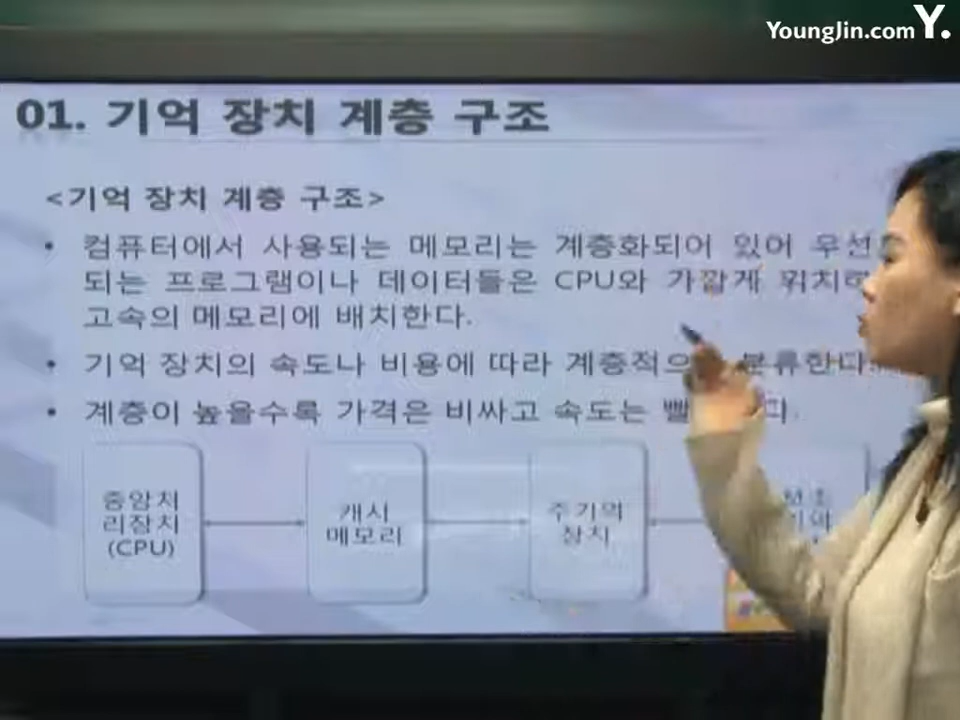 YoungJin.com Y.
01. 기억 장치 계층 구조
<기억 장치 계층 구조>
• 컴퓨터에서 사용되는 메모리는 계층화되어 있어 우선
되는 프로그램이나 데이터들은 CPU와 가깝게 위치
고속의 메모리에 배치한다.
• 기억 장치의 속도나 비용에 따라 계층적으 분류한다.
• 계층이 높을수록 가격은 비싸고 속도는 빨 다.
중앙처
리장치
(CPU)
캐시
메모리
주기억
장치